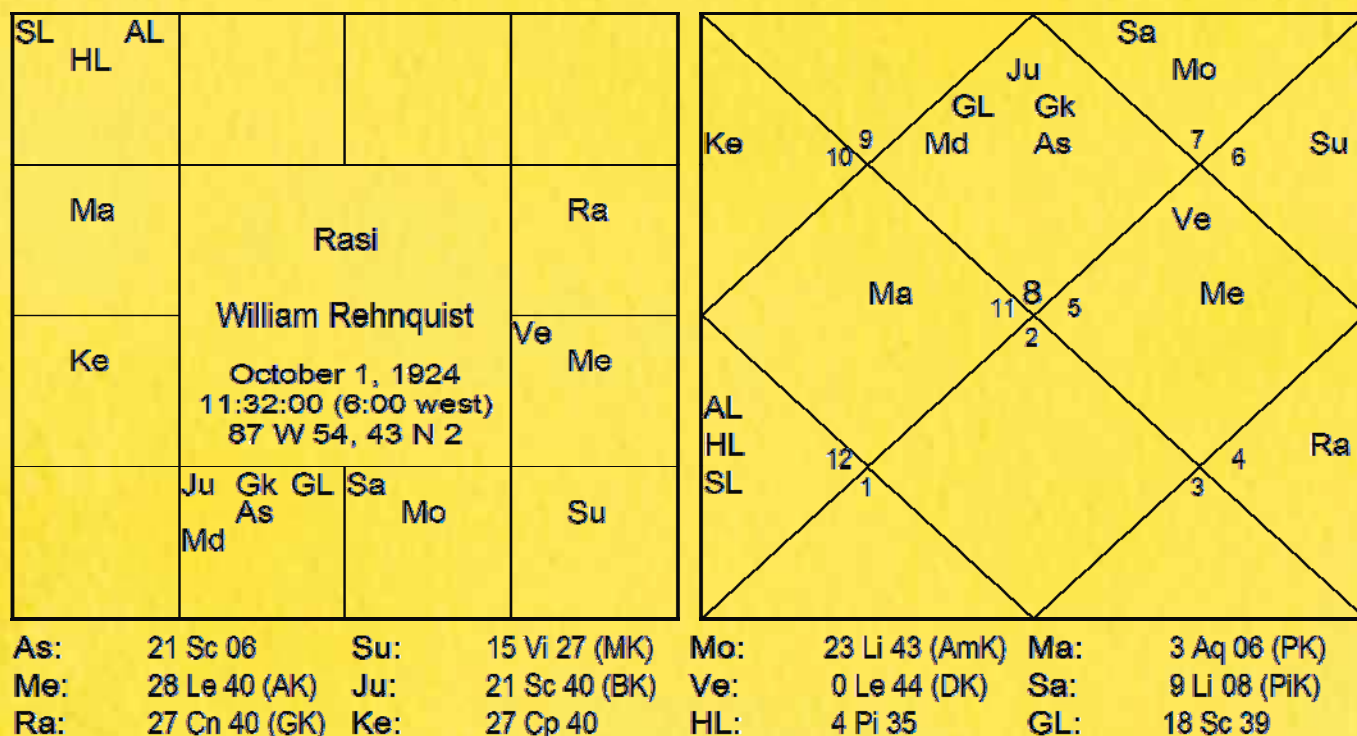 SL AL
HL
Ma
Ra
Rasi
William Rehnquist
October 1, 1924
11:32:00 (6:00 west)
87 W 54, 43 N 2
Ke
Ve
Me
Ju Gk GL
As
Md
Sa
Mo
Su
Sa
Mo
Ju
GL Gk
Md As
Ke
10 9
7 6
Su
Ve
Ma
Me
11 8 5
2
AL
HL
SL
12
1
4
3
Ra
As: 21 Sc 06 Su: 15 Vi 27 (MK) Mo: 23 Li 43 (AmK) Ma: 3 Aq 06 (PK)
Me: 28 Le 40 (AK) Ju: 21 Sc 40 (BK) Ve: 0 Le 44 (DK) Sa: 9 Li 08 (PiK)
Ra: 27 Cn 40 (GK) Ke: 27 Cp 40 HL: 4 Pi 35 GL: 18 Sc 39